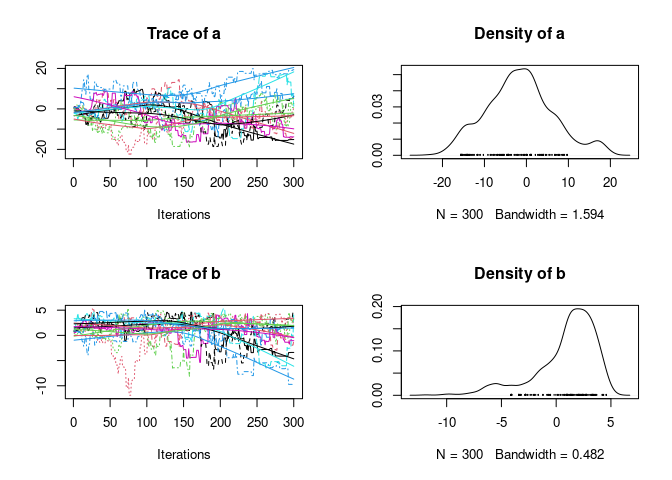 Trace of a
20
0
-20
0 50 100 150 200 250 300
Iterations
Density of a
0.03
0.00
-20 -10 0 10 20
N = 300 Bandwidth = 1.594
Trace of b
5
0
-10
0 50 100 150 200 250 300
Iterations
Density of b
0.20
0.10
0.00
-10 -5 0 5
N = 300 Bandwidth = 0.482